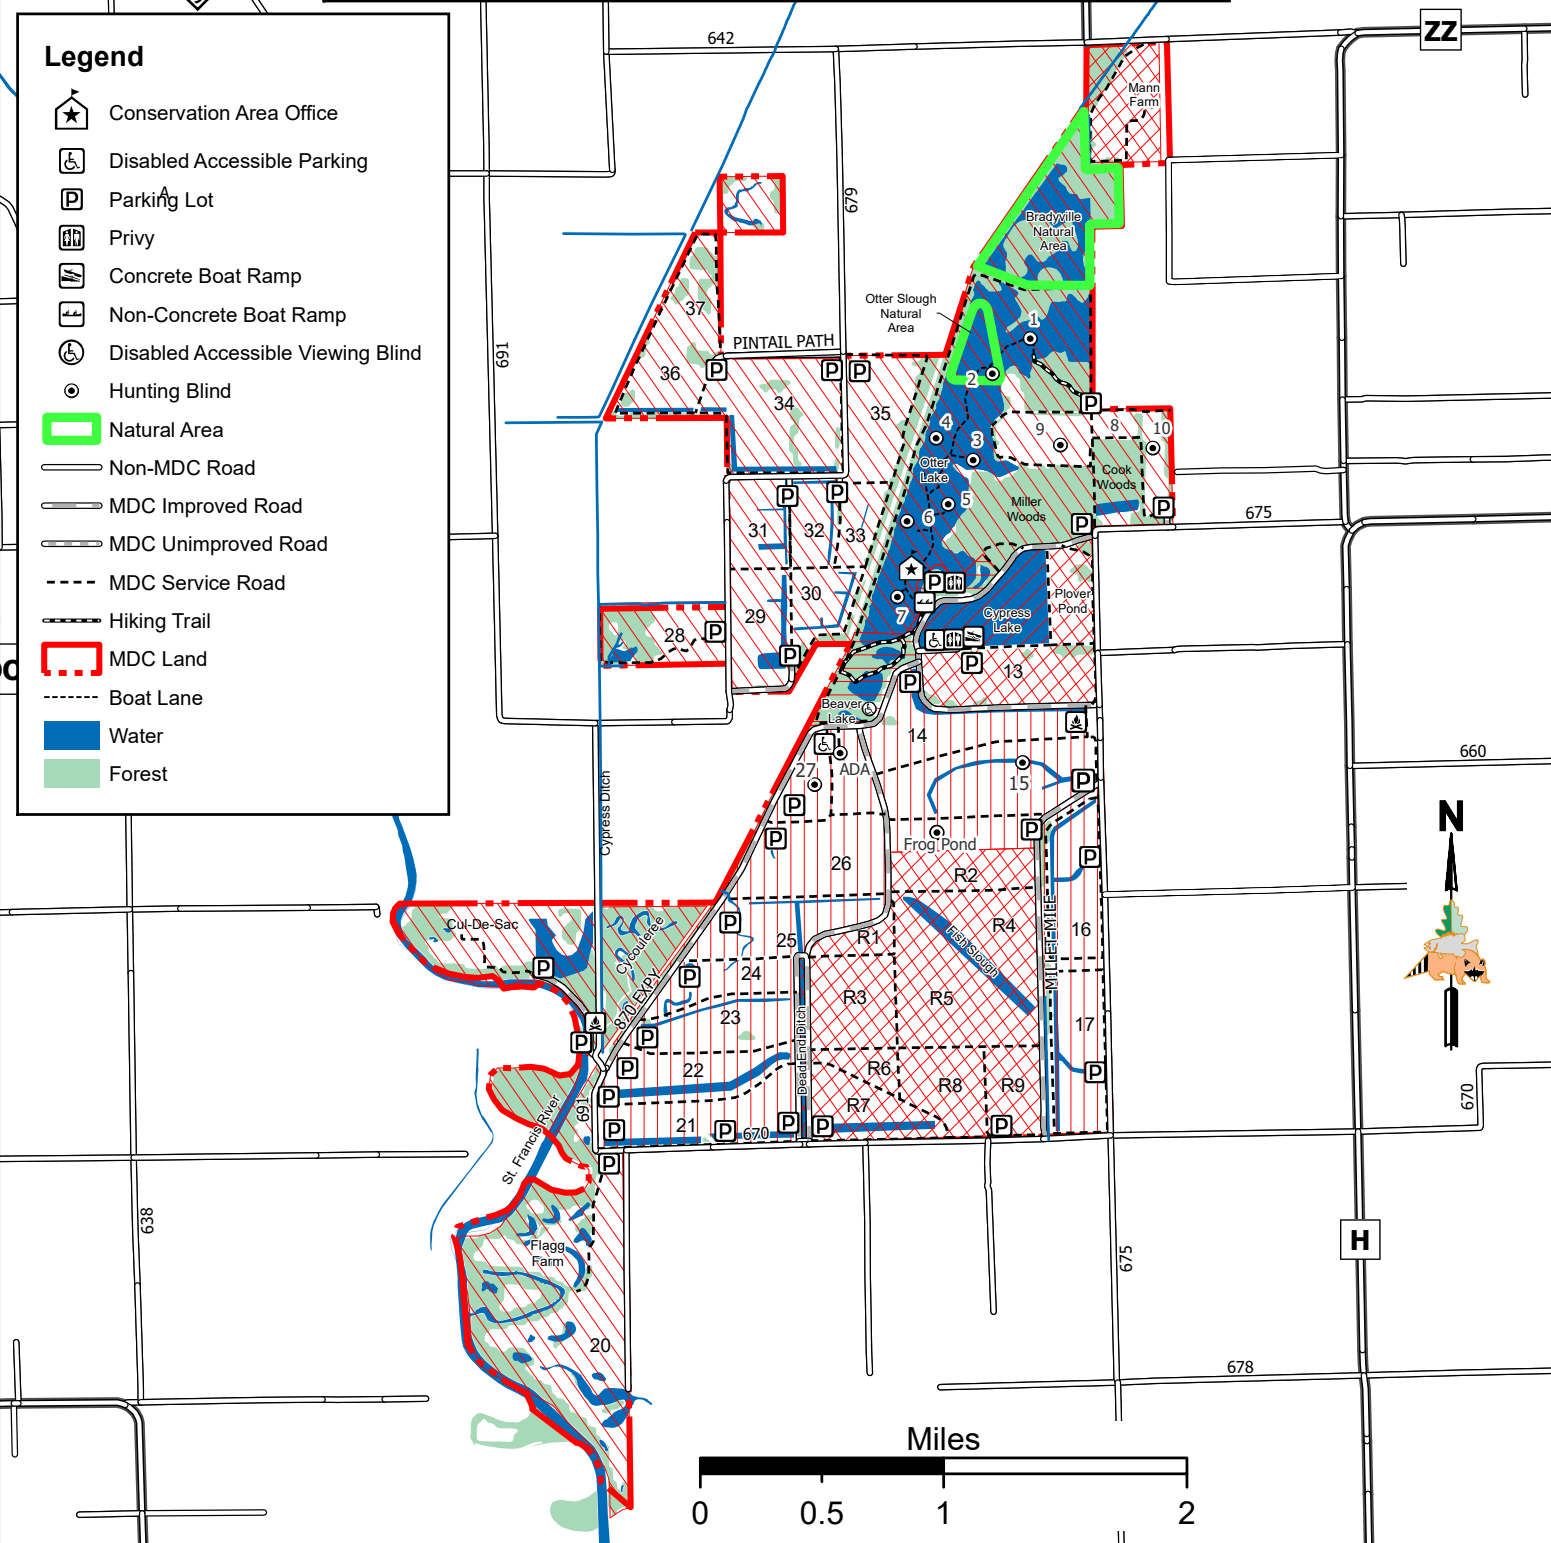 Legend
Conservation Area Office
Disabled Accessible Parking
P Parking Lot
A
Privy
Concrete Boat Ramp
Non-Concrete Boat Ramp
Disabled Accessible Viewing Blind
Hunting Blind
Natural Area
Non-MDC Road
MDC Improved Road
MDC Unimproved Road
MDC Service Road
Hiking Trail
MDC Land
Boat Lane
Water
Forest
642
ZZ
Mann
Farm
679
Bradyville
Natural
Area
Otter Slough
Natural
Area
37
1
PINTAIL PATH
691
36
P
P
P
2
34
35
P
4
9
8
10
3
Otter
Lake
Cook
Woods
P
P
5
Miller
Woods
P
675
6
P
31
32
33
P
30
Plover
Pond
7
Cypress
Lake
29
28
P
P
P
13
P
Beaver
Lake
14
P
27
ADA
15
660
N
P
P
P
Cypress Ditch
Frog Pond
26
P
R2
Cul-De-Sac
P
Cycouleree
25
R1
R4
16
MILLET MILE
Fish Slough
P
P
24
R3
R5
870 EXPY
23
17
P
P
Dead End Ditch
P
22
R6
R8
R9
P
670
P
691
R7
St. Francis River
P
21
P
670
P
P
P
P
638
H
Flagg
Farm
675
20
678
Miles
0
0.5
1
2